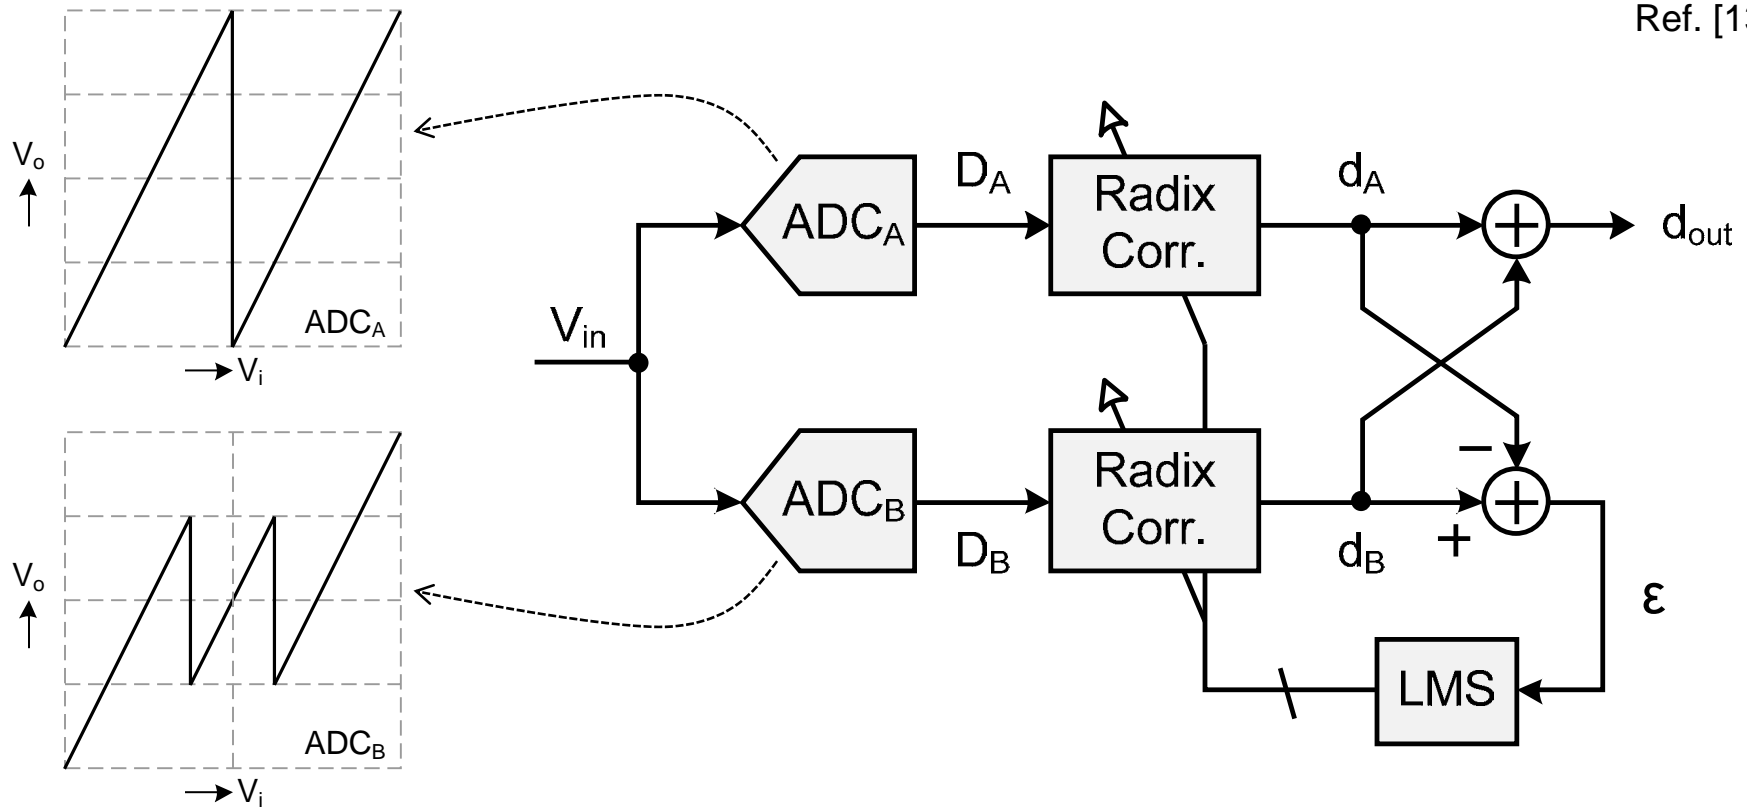 Ref. [13
Vo
ADCA
Vi
Vo
ADCB
Vi
Vin
ADCA
DA
Radix
Corr.
dA
+
dout
ADCB
DB
Radix
Corr.
dB
−
+
+
ε
LMS